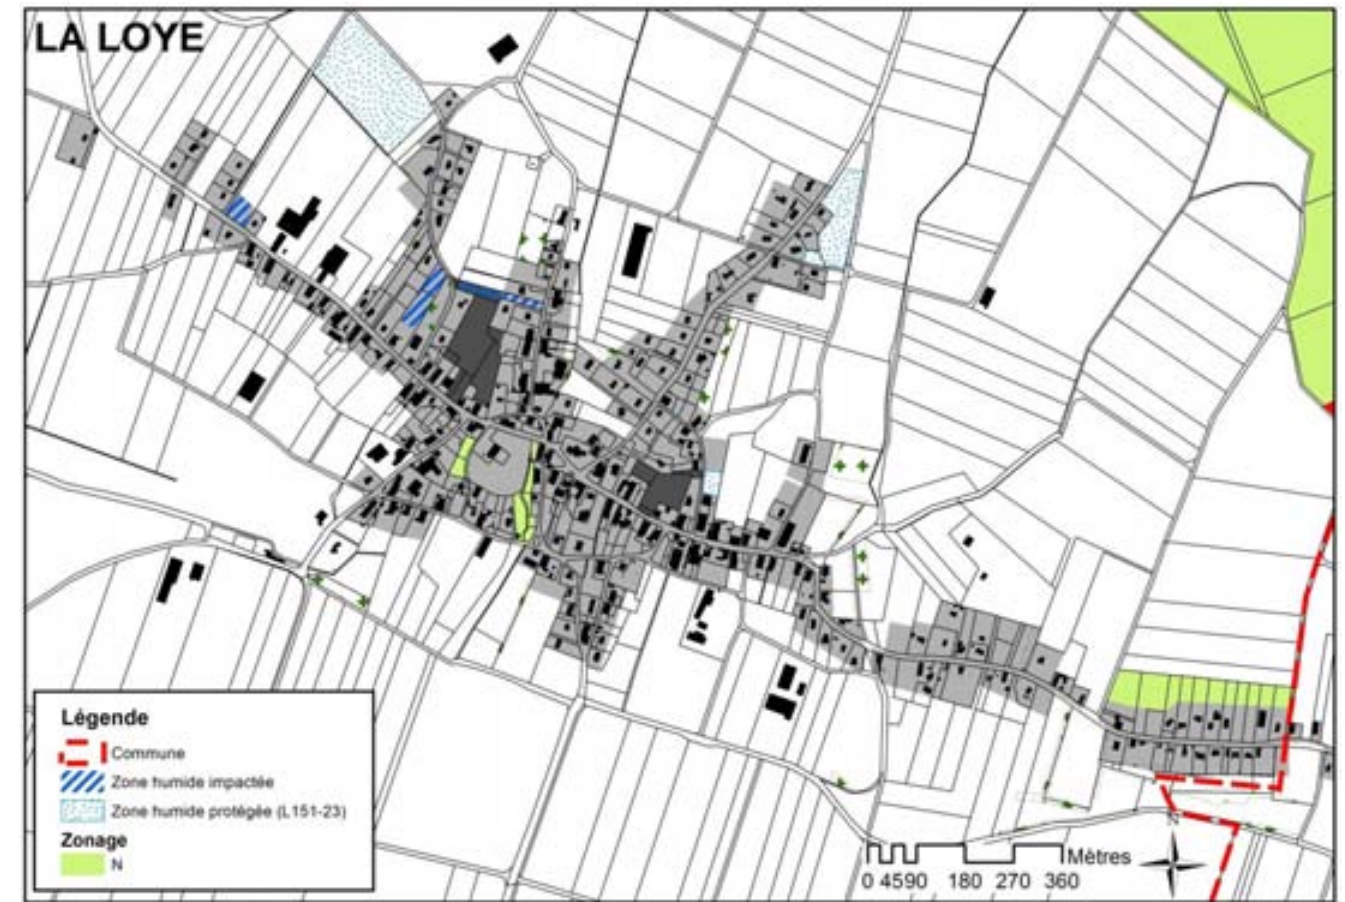 LA LOYE
Légende
Commune
Zone humide impactée
Zone humide protégée (L151-23)
Zonage
N
Mètres
0 4590 180 270 360
N